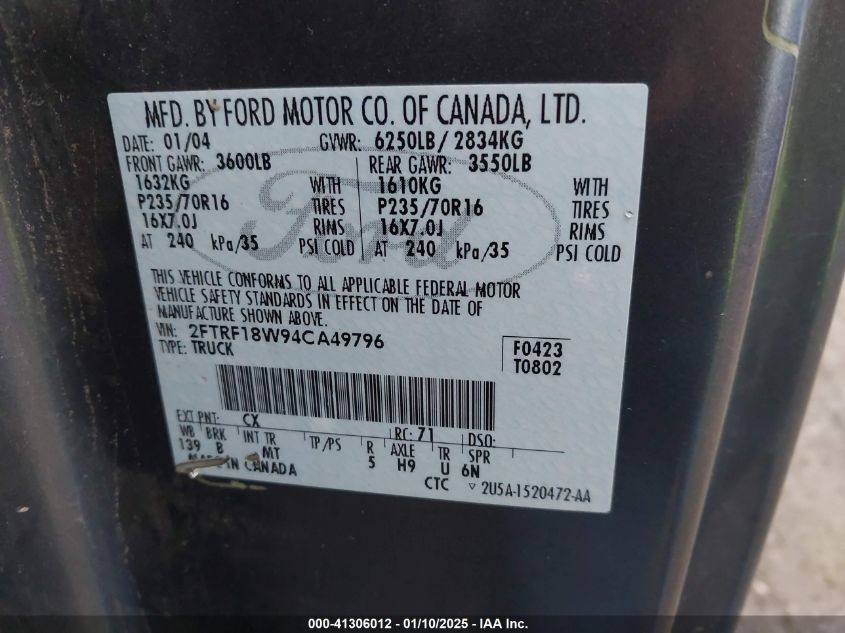 MFD. BY FORD MOTOR CO. OF CANADA, LTD.
DATE: 01/04 GVWR: 6250LB/ 2834KG
FRONT GAWR: 3600LB REAR GAWR: 3550LB
1632KG WITH 1610KG WITH
P235/70R16 TIRES P235/70R16 TIRES
16X7.0J RIMS 16X7.0J RIMS
AT 240 kPa/35 PSI COLD AT 240 kPa/35 PSI COLD
Ford
THIS VEHICLE CONFORMS TO ALL APPLICABLE FEDERAL MOTOR
VEHICLE SAFETY STANDARDS IN EFFECT ON THE DATE OF
MANUFACTURE SHOWN ABOVE.
VIN: 2FTRF18W94CA49796
TYPE: TRUCK
F0423
T0802
EXT PNT: CX RC: 71 DSO:
WB BRK INT TR TP/PS R AXLE TR SPR
139 B MT 5 H9 U 6N
MADE IN CANADA
CTC ▽ 2U5A-1520472-AA
000-41306012 - 01/10/2025 - IAA Inc.